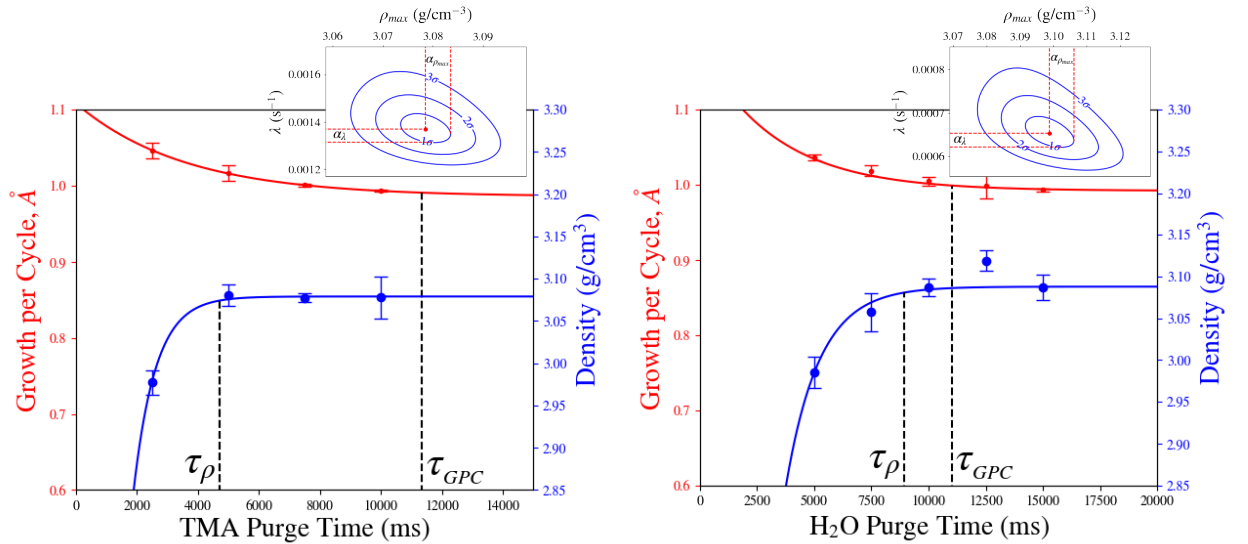 ρmax (g/cm⁻³)
3.06 3.07 3.08 3.09
0.0016
0.0014
0.0012
λ (s⁻¹)
αρmax
αλ
3σ
2σ
1σ
1.1
1.0
0.9
0.8
0.7
0.6
Growth per Cycle, Å
3.30
3.25
3.20
3.15
3.10
3.05
3.00
2.95
2.90
2.85
Density (g/cm³)
τρ
τGPC
0 2000 4000 6000 8000 10000 12000 14000
TMA Purge Time (ms)
ρmax (g/cm⁻³)
3.07 3.08 3.09 3.10 3.11 3.12
0.0008
0.0007
0.0006
λ (s⁻¹)
αρmax
αλ
3σ
2σ
1σ
1.1
1.0
0.9
0.8
0.7
0.6
Growth per Cycle, Å
3.30
3.25
3.20
3.15
3.10
3.05
3.00
2.95
2.90
2.85
Density (g/cm³)
τρ
τGPC
0 2500 5000 7500 10000 12500 15000 17500 20000
H₂O Purge Time (ms)